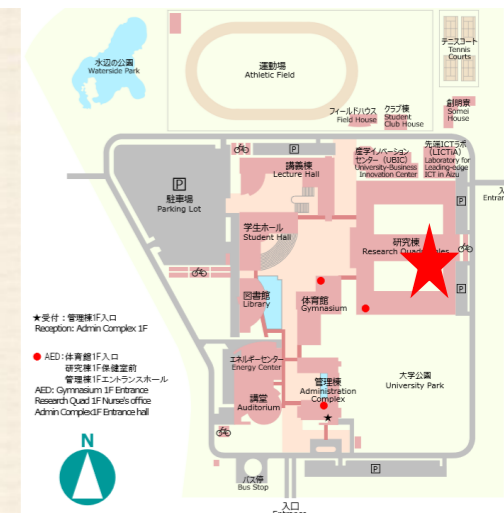 水辺の公園
Waterside Park
運動場
Athletic Field
テニスコート
Tennis
Courts
フィールドハウス
Field House
クラブ棟
Student
Club House
創明寮
Somei
House
P
講義棟
Lecture Hall
産学イノベーション
センター（UBIC）
University-Business
Innovation Center
先端ICTラボ
（LICTiA）
Laboratory for
Leading-edge
ICT in Aizu
P
駐車場
Parking Lot
P
学生ホール
Student Hall
研究棟
Research
P
図書館
Library
体育館
Gymnasium
★受付：管理棟1F入口
Reception: Admin Complex 1F
● AED:体育館1F入口
研究棟1F保健室前
管理棟1Fエントランスホール
AED: Gymnasium 1F Entrance
Research Quad 1F Nurse's office
Admin Complex1F Entrance hall
エネルギーセンター
Energy Center
講堂
Auditorium
管理棟
Administration
Complex
★
大学公園
University Park
N
P
バス停
Bus Stop
入口